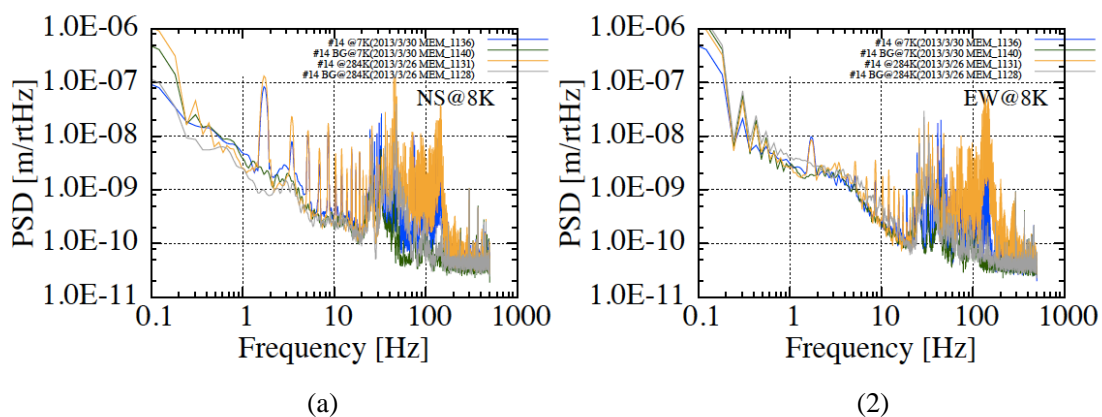 1.0E-06
1.0E-07
1.0E-08
1.0E-09
1.0E-10
1.0E-11
PSD [m/rtHz]
#14 @7K(2013/3/30 MEM_1136)
#14 BG@7K(2013/3/30 MEM_1140)
#14 @284K(2013/3/26 MEM_1131)
#14 BG@284K(2013/3/26 MEM_1128)
NS@8K
0.1 1 10 100 1000
Frequency [Hz]
(a)
1.0E-06
1.0E-07
1.0E-08
1.0E-09
1.0E-10
1.0E-11
PSD [m/rtHz]
#14 @7K(2013/3/30 MEM_1136)
#14 BG@7K(2013/3/30 MEM_1140)
#14 @284K(2013/3/26 MEM_1131)
#14 BG@284K(2013/3/26 MEM_1128)
EW@8K
0.1 1 10 100 1000
Frequency [Hz]
(2)